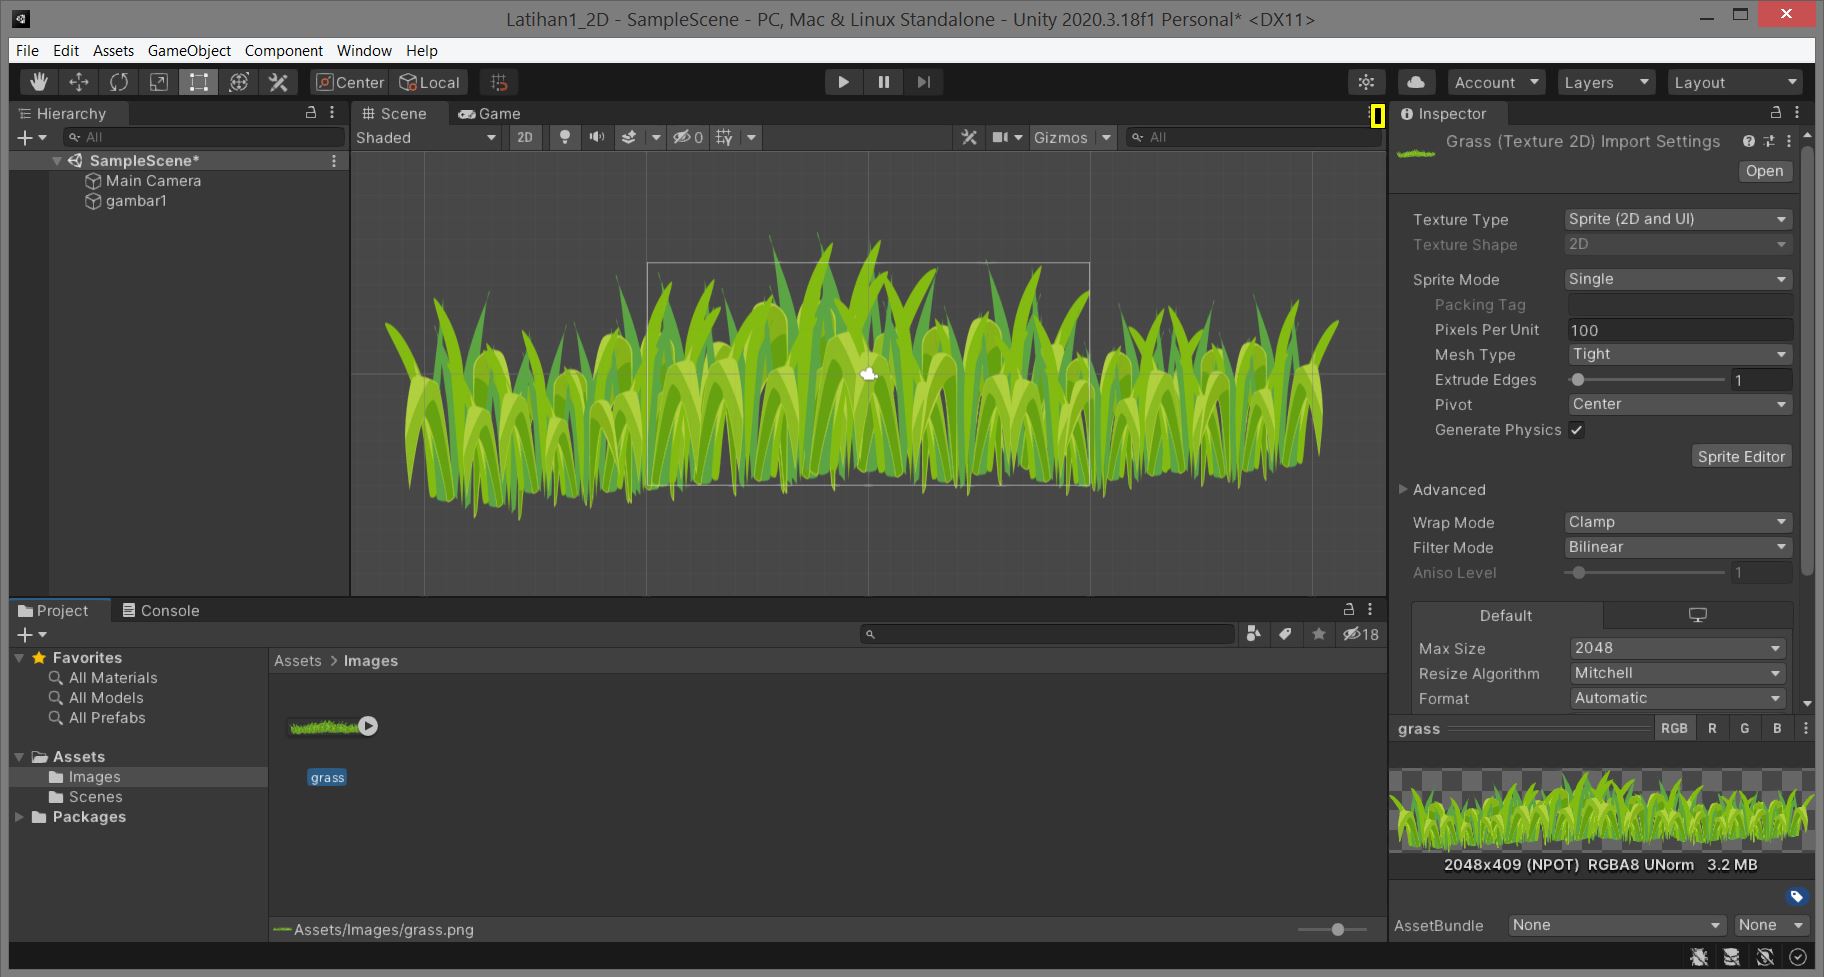 Latihan1_2D - SampleScene - PC, Mac & Linux Standalone - Unity 2020.3.18f1 Personal* <DX11>
File Edit Assets GameObject Component Window Help
Center Local Account Layers Layout
Hierarchy
All
SampleScene*
Main Camera
gambar1
Scene Game
Shaded 2D 0 Gizmos All
Inspector
Grass (Texture 2D) Import Settings
Open
Texture Type Sprite (2D and UI)
Texture Shape 2D
Sprite Mode Single
Packing Tag
Pixels Per Unit 100
Mesh Type Tight
Extrude Edges 1
Pivot Center
Generate Physics
Sprite Editor
Advanced
Wrap Mode Clamp
Filter Mode Bilinear
Aniso Level 1
Default
Max Size 2048
Resize Algorithm Mitchell
Format Automatic
grass RGB R G B
2048x409 (NPOT) RGBA8 UNorm 3.2 MB
AssetBundle None None
Project Console
18
Favorites
All Materials
All Models
All Prefabs
Assets
Images
Scenes
Packages
Assets > Images
grass
Assets/Images/grass.png